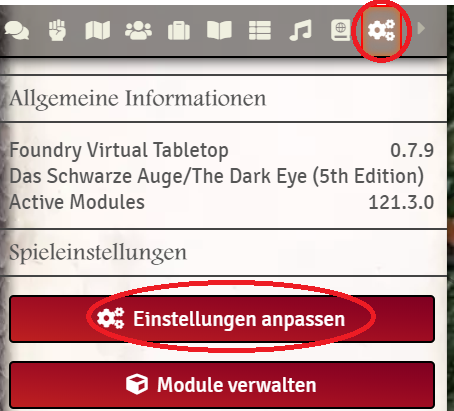 Allgemeine Informationen
Foundry Virtual Tabletop 0.7.9
Das Schwarze Auge/The Dark Eye (5th Edition)
Active Modules 121.3.0
Spieleinstellungen
Einstellungen anpassen
Module verwalten